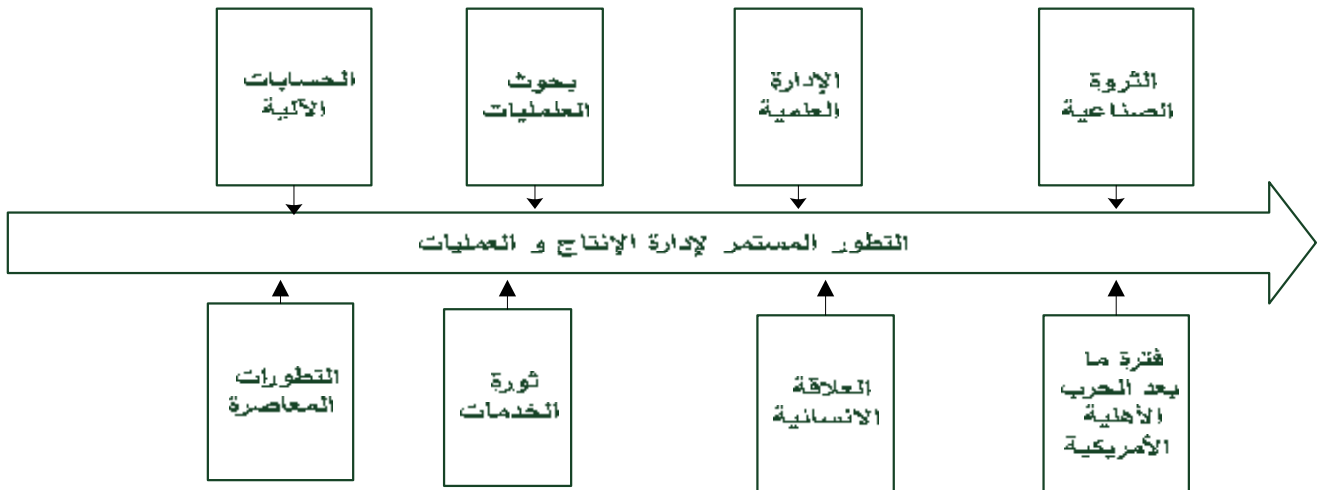 الثروة
الصناعية
الإدارة
العلمية
بحوث
العلمليات
الحسابات
الآلية
التطور المستمر لإدارة الإنتاج و العمليات
فترة ما
بعد الحرب
الأهلية
الأمريكية
العلاقة
الانسانية
ثورة
الخدمات
التطورات
المعاصرة